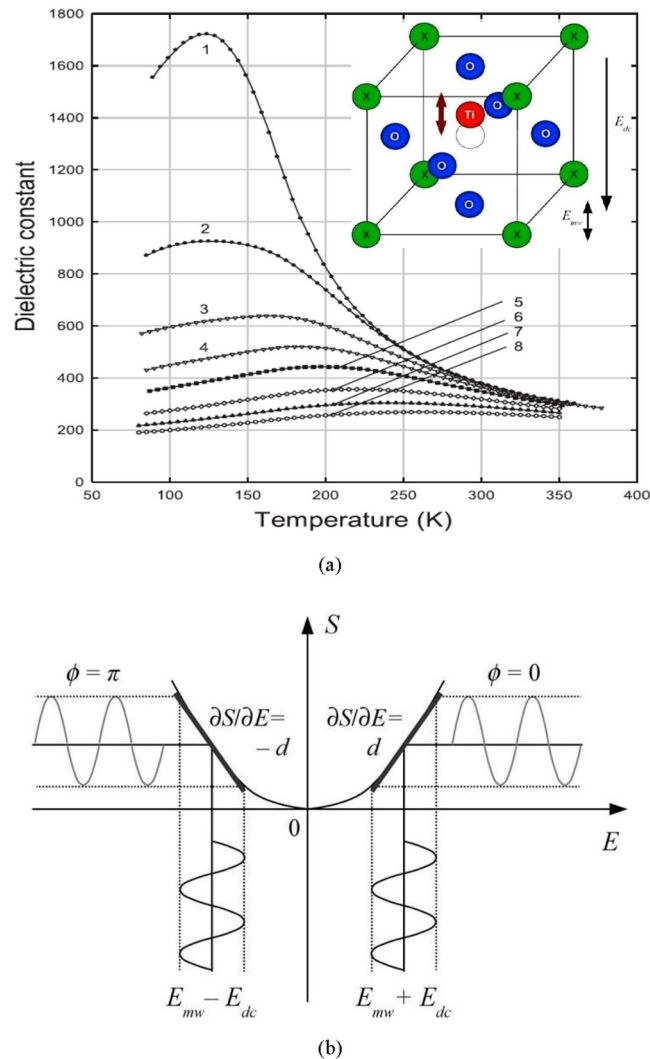 1800
1600
1400
1200
1000
800
600
400
200
0
50 100 150 200 250 300 350 400
Dielectric constant
Temperature (K)
1
2
3
4
5
6
7
8
X
X
X
X
X
X
X
X
O
O
O
O
O
O
Ti
E_dc
E_mw
(a)
S
ϕ = π
ϕ = 0
∂S/∂E=
– d
∂S/∂E=
d
0
E
E_mw – E_dc
E_mw + E_dc
(b)